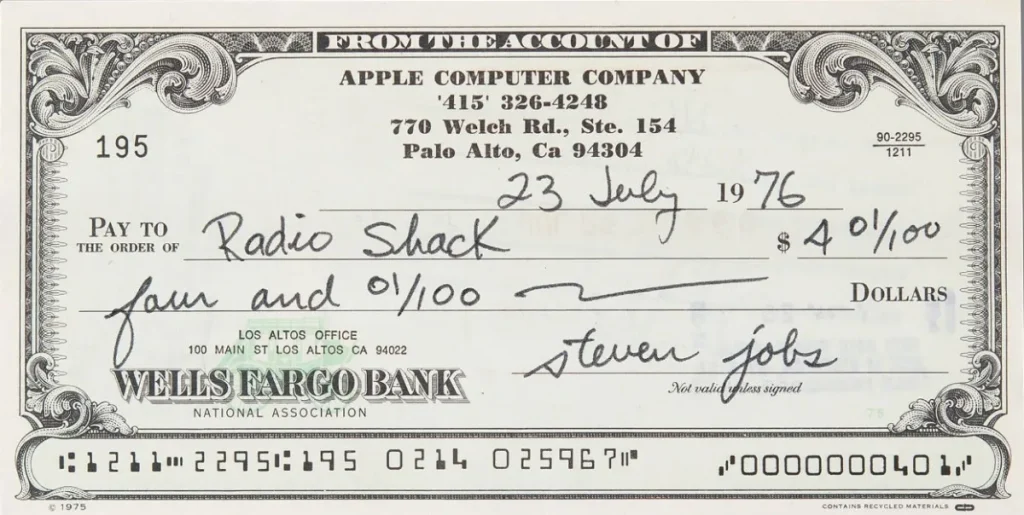 FROM THE ACCOUNT OF
APPLE COMPUTER COMPANY
'415' 326-4248
770 Welch Rd., Ste. 154
Palo Alto, Ca 94304
195
90-2295
1211
23 July 1976
PAY TO
THE ORDER OF Radio Shack $ 4 01/100
four and 01/100 DOLLARS
LOS ALTOS OFFICE
100 MAIN ST LOS ALTOS CA 94022
WELLS FARGO BANK
NATIONAL ASSOCIATION
steven jobs
Not valid unless signed
⑆1211⑉2295⑆195 0214 025967⑈ ⑇0000000401⑇
© 1975 CONTAINS RECYCLED MATERIALS